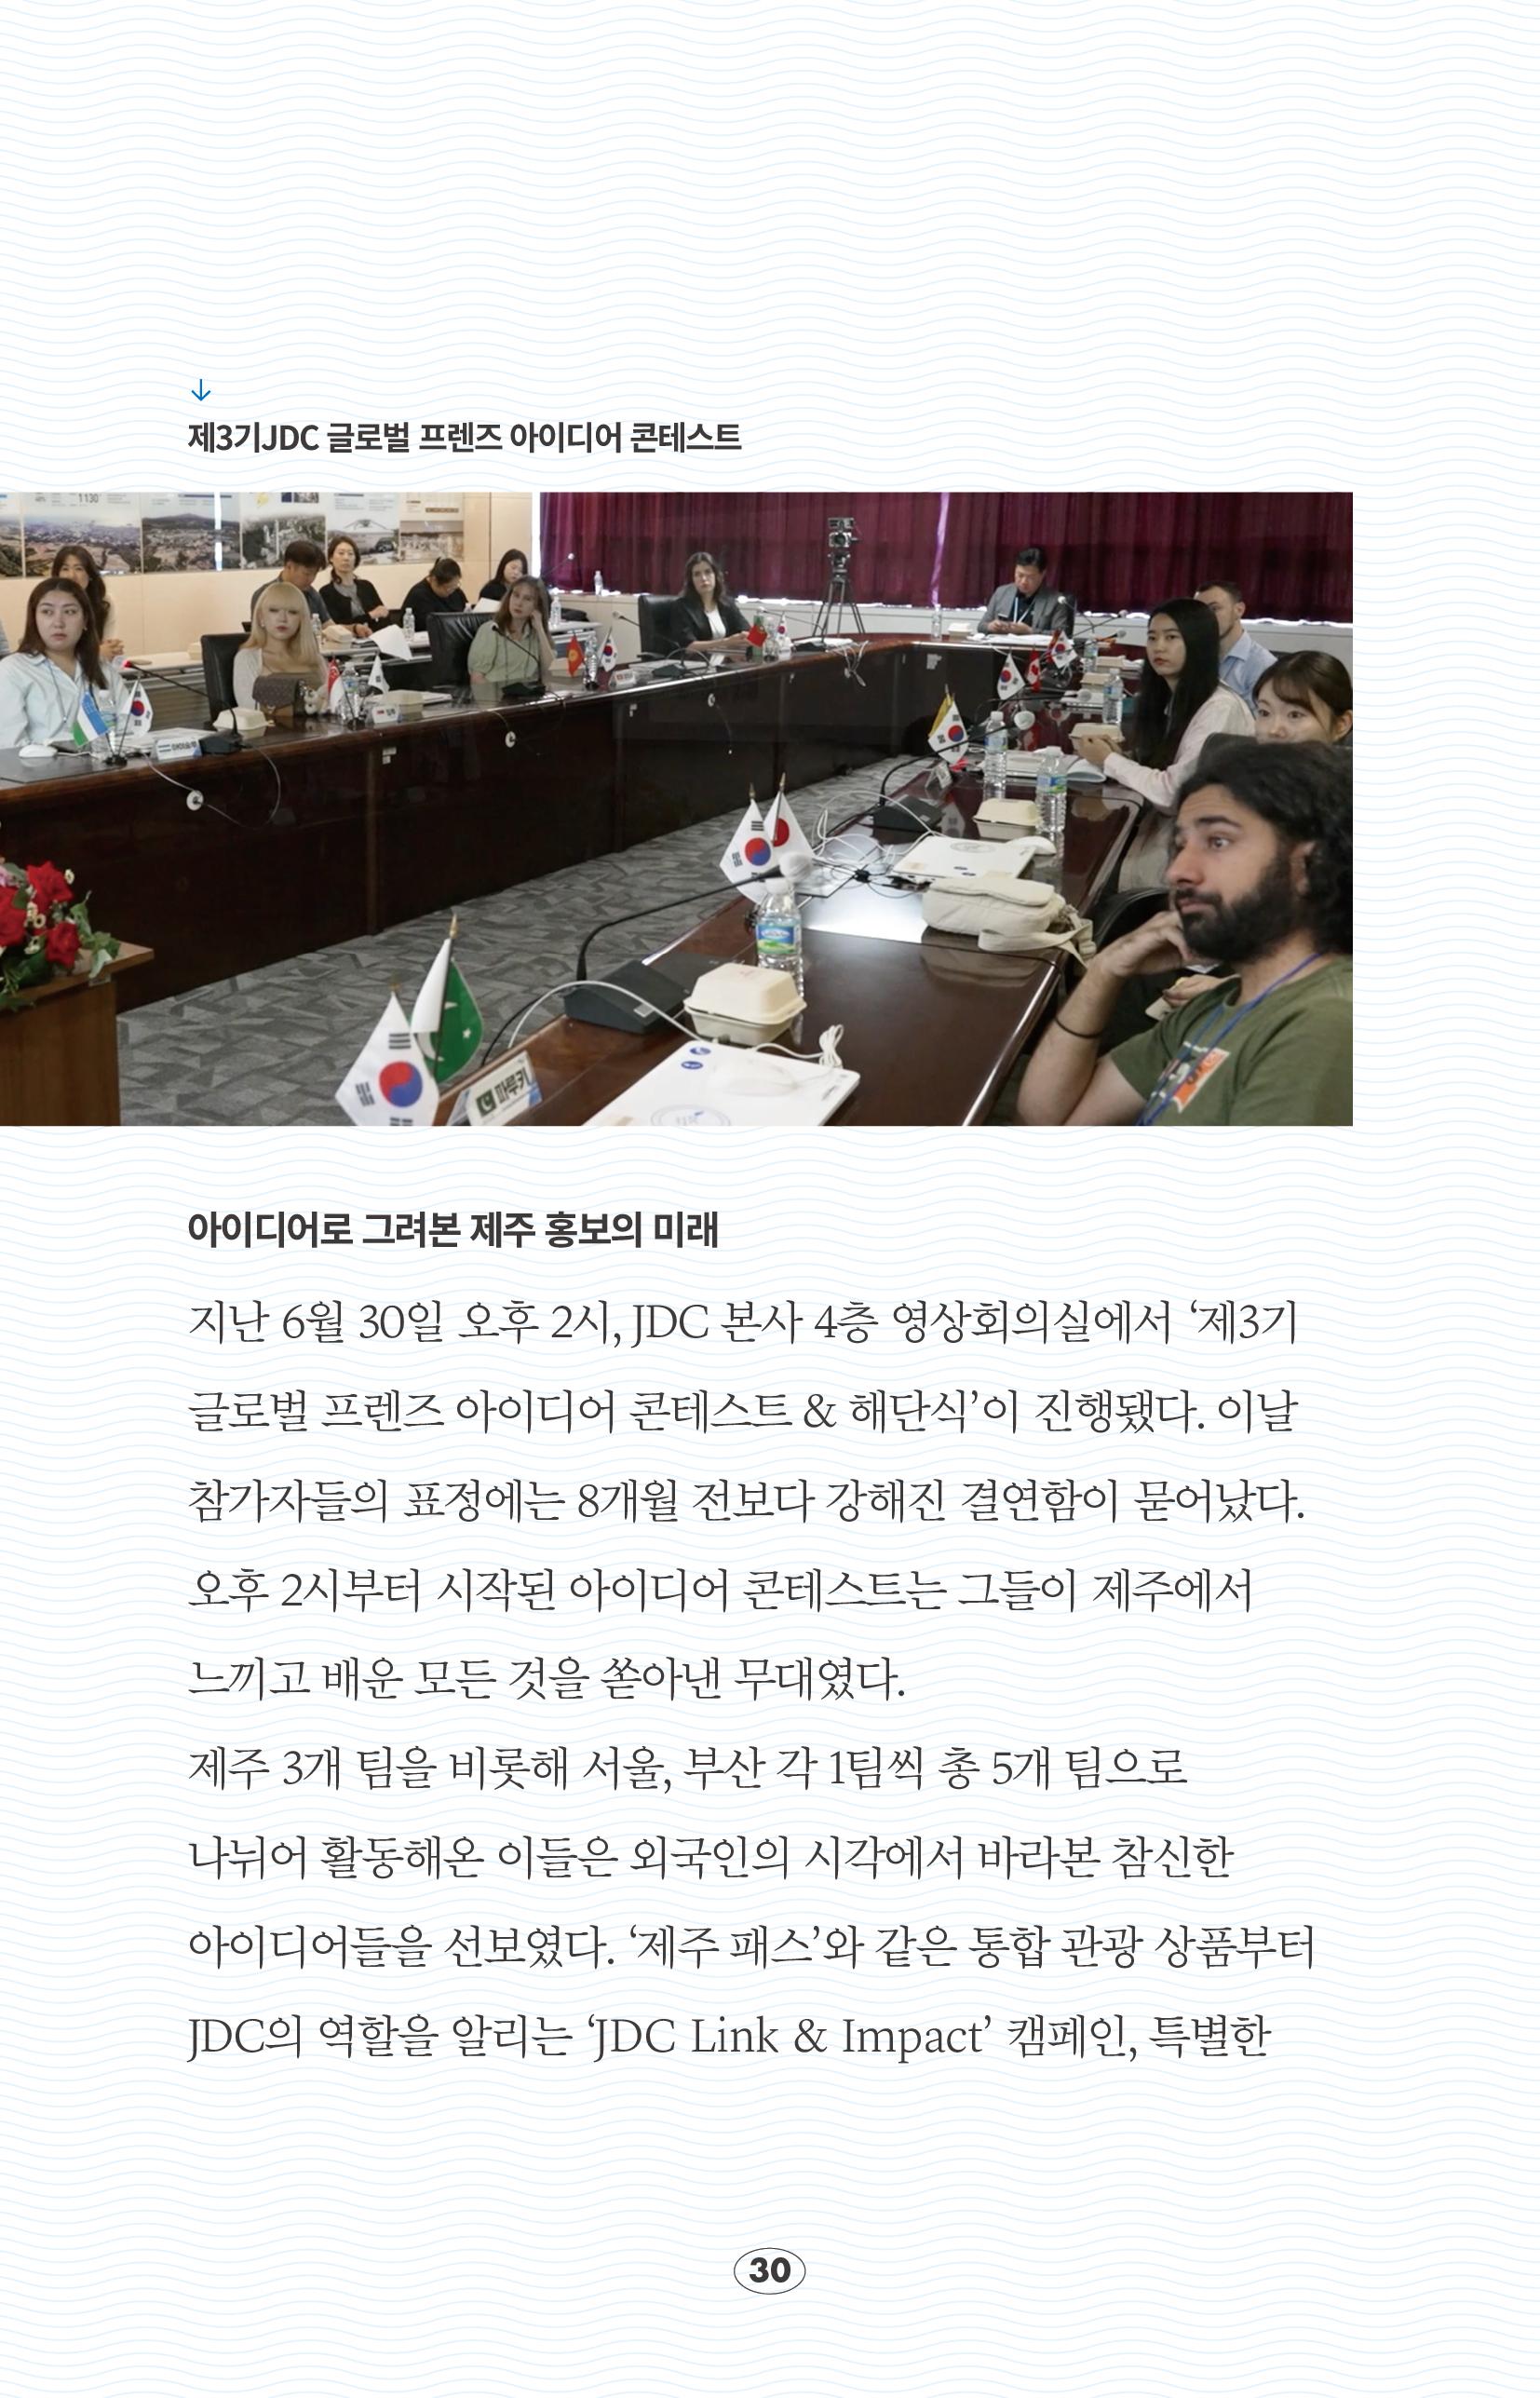 제3기JDC 글로벌 프렌즈 아이디어 콘테스트
1130
파루키
아이디어로 그려본 제주 홍보의 미래
지난 6월 30일 오후 2시, JDC 본사 4층 영상회의실에서 ‘제3기
글로벌 프렌즈 아이디어 콘테스트 & 해단식’이 진행됐다. 이날
참가자들의 표정에는 8개월 전보다 강해진 결연함이 묻어났다.
오후 2시부터 시작된 아이디어 콘테스트는 그들이 제주에서
느끼고 배운 모든 것을 쏟아낸 무대였다.
제주 3개 팀을 비롯해 서울, 부산 각 1팀씩 총 5개 팀으로
나뉘어 활동해온 이들은 외국인의 시각에서 바라본 참신한
아이디어들을 선보였다. ‘제주 패스’와 같은 통합 관광 상품부터
JDC의 역할을 알리는 ‘JDC Link & Impact’ 캠페인, 특별한
30